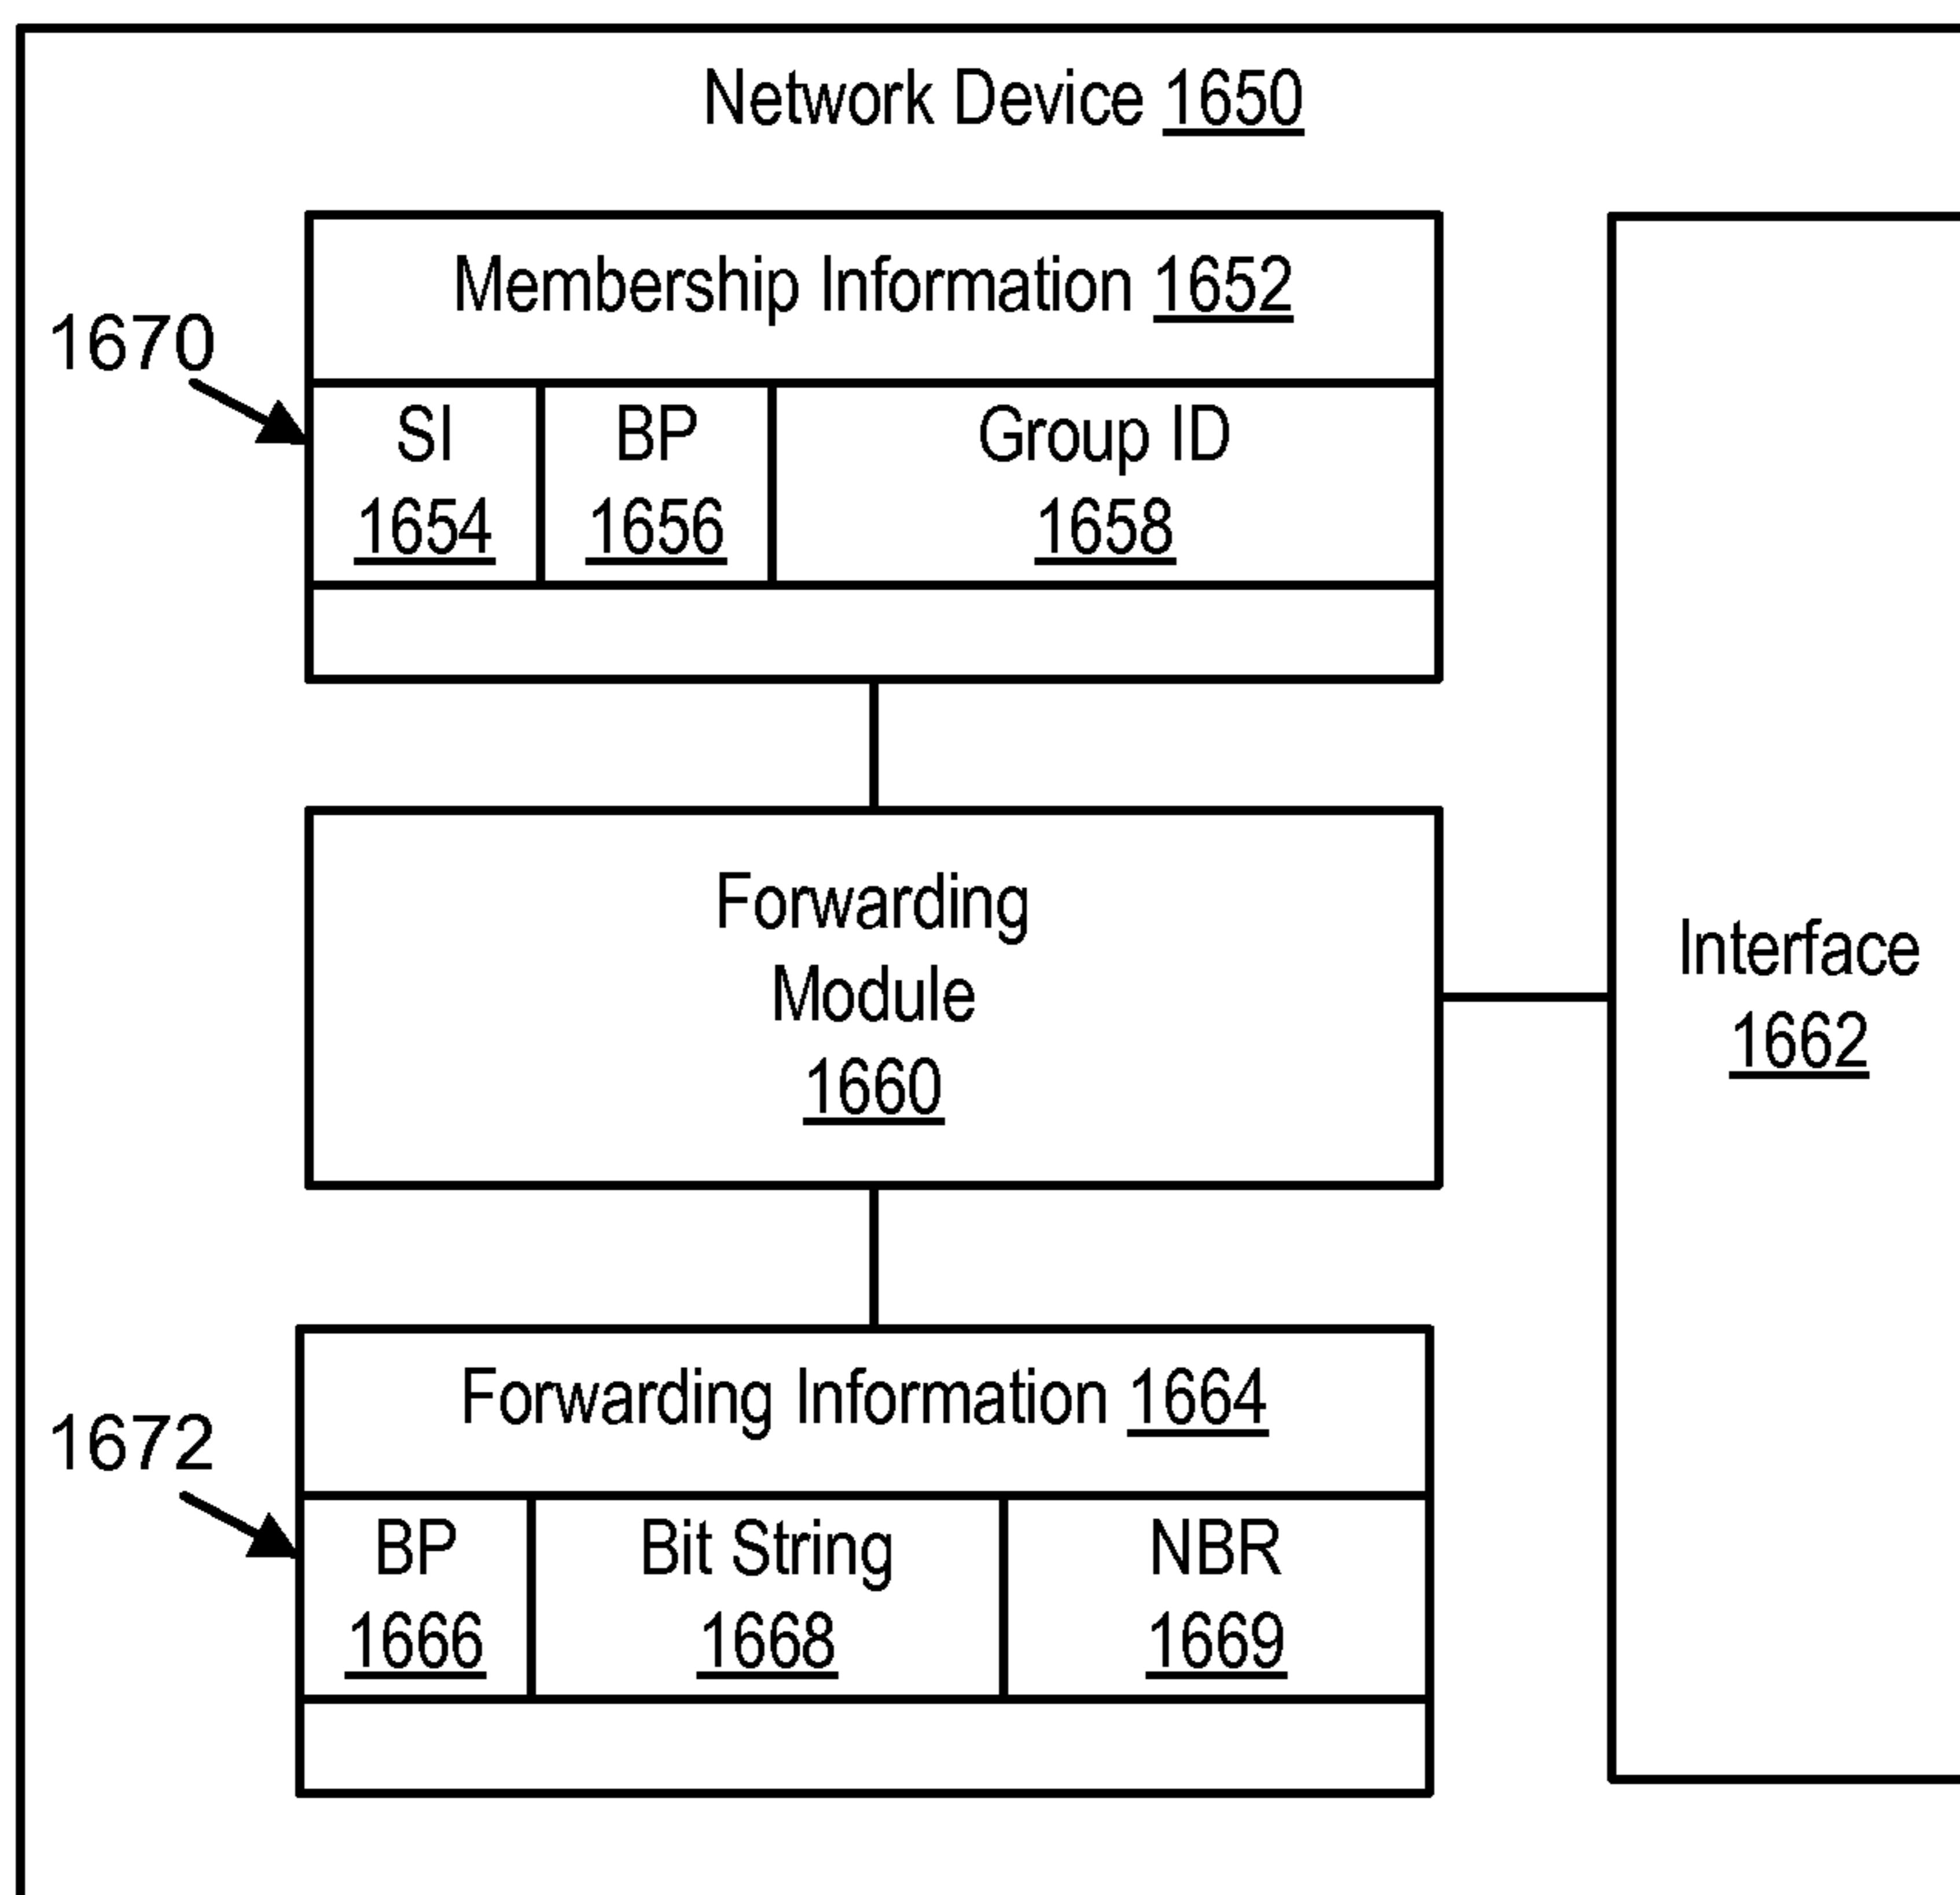 Network Device 1650
Membership Information 1652
1670
SI
1654
BP
1656
Group ID
1658
Forwarding
Module
1660
Interface
1662
Forwarding Information 1664
1672
BP
1666
Bit String
1668
NBR
1669